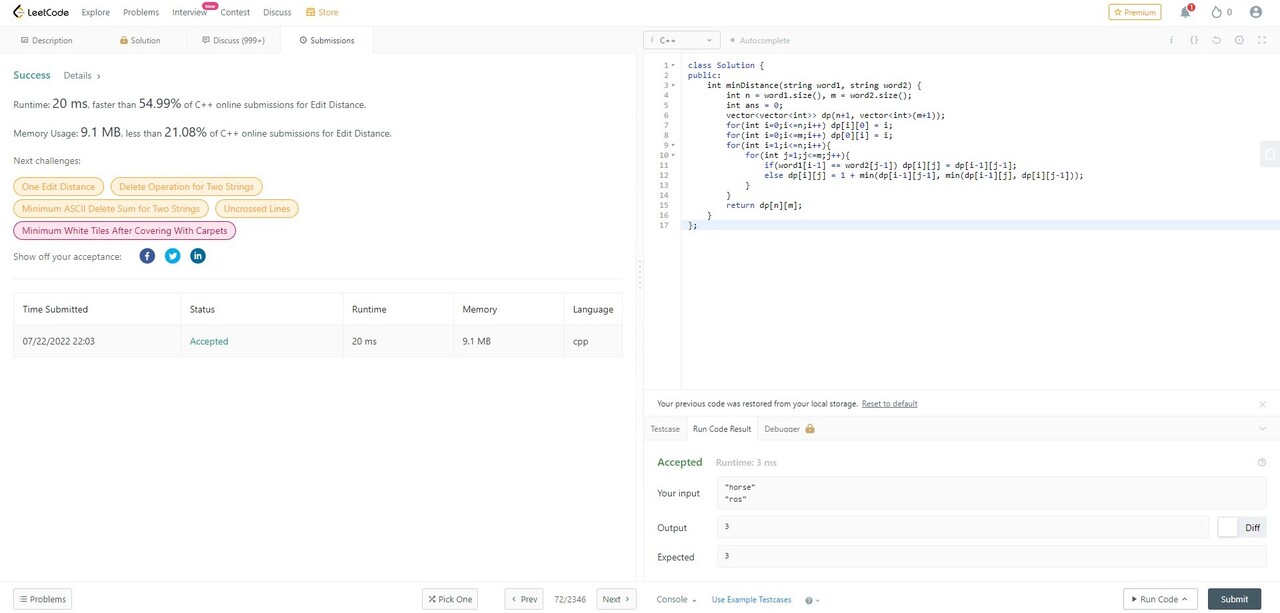 LeetCode Explore Problems Interview New Contest Discuss Store Premium 1 0
Description Solution Discuss (999+) Submissions
i C++ Autocomplete
Success Details
Runtime: 20 ms, faster than 54.99% of C++ online submissions for Edit Distance.
Memory Usage: 9.1 MB, less than 21.08% of C++ online submissions for Edit Distance.
Next challenges:
One Edit Distance Delete Operation for Two Strings
Minimum ASCII Delete Sum for Two Strings Uncrossed Lines
Minimum White Tiles After Covering With Carpets
Show off your acceptance:
Time Submitted Status Runtime Memory Language
07/22/2022 22:03 Accepted 20 ms 9.1 MB cpp
Problems Pick One Prev 72/2346 Next
1 class Solution {
2 public:
3 int minDistance(string word1, string word2) {
4 int n = word1.size(), m = word2.size();
5 int ans = 0;
6 vector<vector<int>> dp(n+1, vector<int>(m+1));
7 for(int i=0;i<=n;i++) dp[i][0] = i;
8 for(int i=0;i<=m;i++) dp[0][i] = i;
9 for(int i=1;i<=n;i++){
10 for(int j=1;j<=m;j++){
11 if(word1[i-1] == word2[j-1]) dp[i][j] = dp[i-1][j-1];
12 else dp[i][j] = 1 + min(dp[i-1][j-1], min(dp[i-1][j], dp[i][j-1]));
13 }
14 }
15 return dp[n][m];
16 }
17 };
Your previous code was restored from your local storage. Reset to default
Testcase Run Code Result Debugger
Accepted Runtime: 3 ms
Your input
"horse"
"ros"
Output 3 Diff
Expected 3
Console Use Example Testcases Run Code Submit